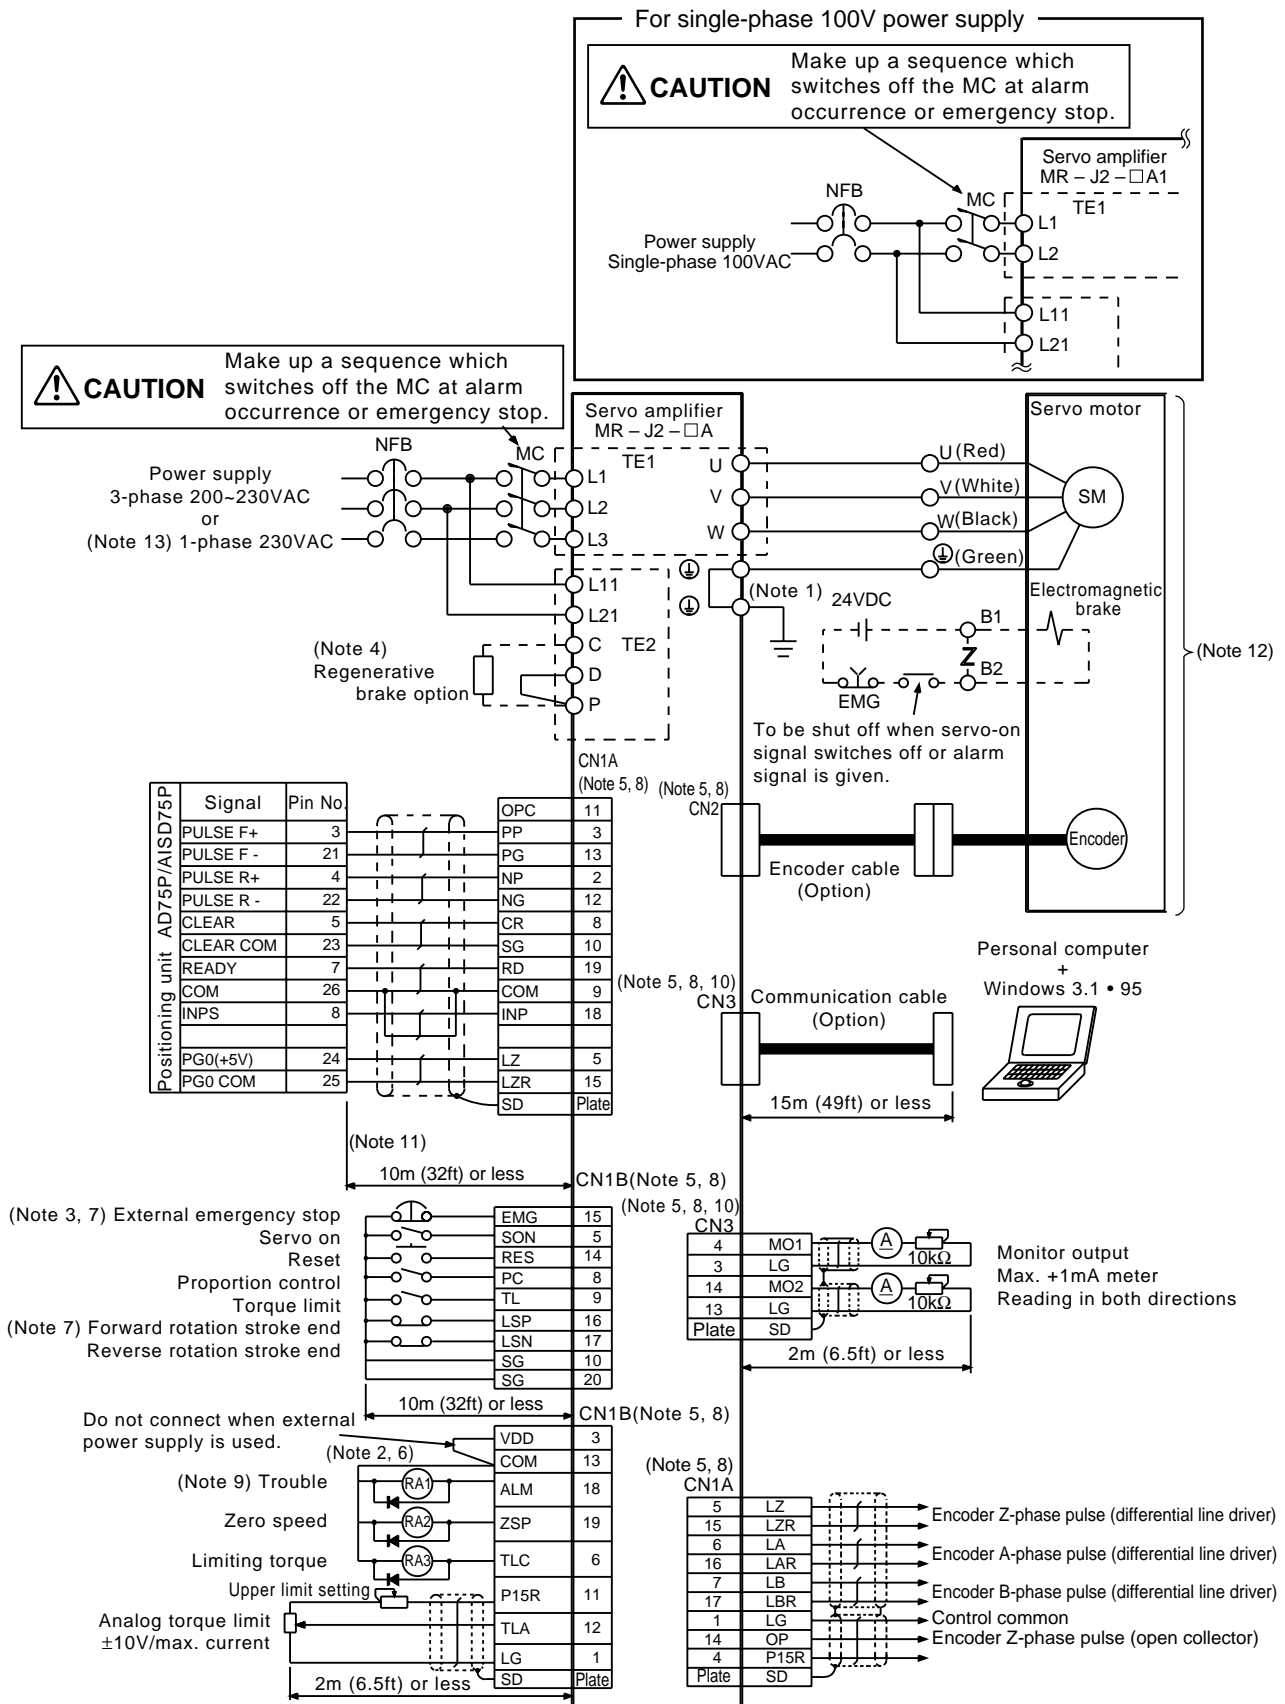 For single-phase 100V power supply
CAUTION
Make up a sequence which
switches off the MC at alarm
occurrence or emergency stop.
Servo amplifier
MR – J2 – □ A1
NFB
MC
TE1
L1
Power supply
Single-phase 100VAC
L2
L11
L21
CAUTION
Make up a sequence which
switches off the MC at alarm
occurrence or emergency stop.
Servo amplifier
MR – J2 – □ A
Servo motor
NFB
MC
TE1
Power supply
3-phase 200~230VAC
or
(Note 13) 1-phase 230VAC
L1
L2
L3
U
V
W
U (Red)
V (White)
W (Black)
(Green)
SM
L11
L21
(Note 1)
24VDC
Electromagnetic
brake
B1
Z
B2
EMG
(Note 12)
(Note 4)
Regenerative
brake option
C
TE2
D
P
To be shut off when servo-on
signal switches off or alarm
signal is given.
CN1A
(Note 5, 8)
(Note 5, 8)
CN2
Encoder
Encoder cable
(Option)
Positioning unit AD75P/AISD75P
Signal Pin No.
OPC 11
PULSE F+ 3 PP 3
PULSE F - 21 PG 13
PULSE R+ 4 NP 2
PULSE R - 22 NG 12
CLEAR 5 CR 8
CLEAR COM 23 SG 10
READY 7 RD 19
COM 26 COM 9
INPS 8 INP 18
PG0(+5V) 24 LZ 5
PG0 COM 25 LZR 15
SD Plate
(Note 5, 8, 10)
CN3
Communication cable
(Option)
Personal computer
+
Windows 3.1 • 95
15m (49ft) or less
(Note 11)
10m (32ft) or less
CN1B(Note 5, 8)
(Note 3, 7) External emergency stop EMG 15
Servo on SON 5
Reset RES 14
Proportion control PC 8
Torque limit TL 9
(Note 7) Forward rotation stroke end LSP 16
Reverse rotation stroke end LSN 17
SG 10
SG 20
10m (32ft) or less
(Note 5, 8, 10)
CN3
4 MO1 A 10kΩ
3 LG
14 MO2 A 10kΩ
13 LG
Plate SD
Monitor output
Max. +1mA meter
Reading in both directions
2m (6.5ft) or less
CN1B(Note 5, 8)
Do not connect when external
power supply is used.
(Note 2, 6)
VDD 3
COM 13
(Note 9) Trouble RA1 ALM 18
Zero speed RA2 ZSP 19
Limiting torque RA3 TLC 6
Upper limit setting P15R 11
Analog torque limit
±10V/max. current
TLA 12
LG 1
SD Plate
2m (6.5ft) or less
(Note 5, 8)
CN1A
5 LZ
15 LZR
Encoder Z-phase pulse (differential line driver)
6 LA
16 LAR
Encoder A-phase pulse (differential line driver)
7 LB
17 LBR
Encoder B-phase pulse (differential line driver)
1 LG Control common
14 OP Encoder Z-phase pulse (open collector)
4 P15R
Plate SD